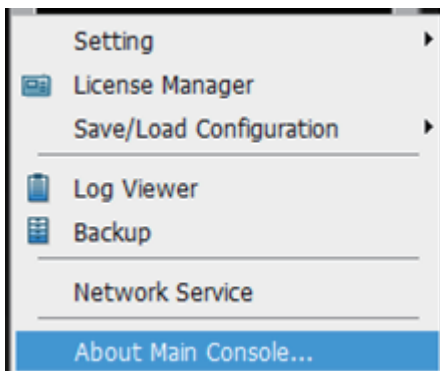 Setting
License Manager
Save/Load Configuration
Log Viewer
Backup
Network Service
About Main Console...